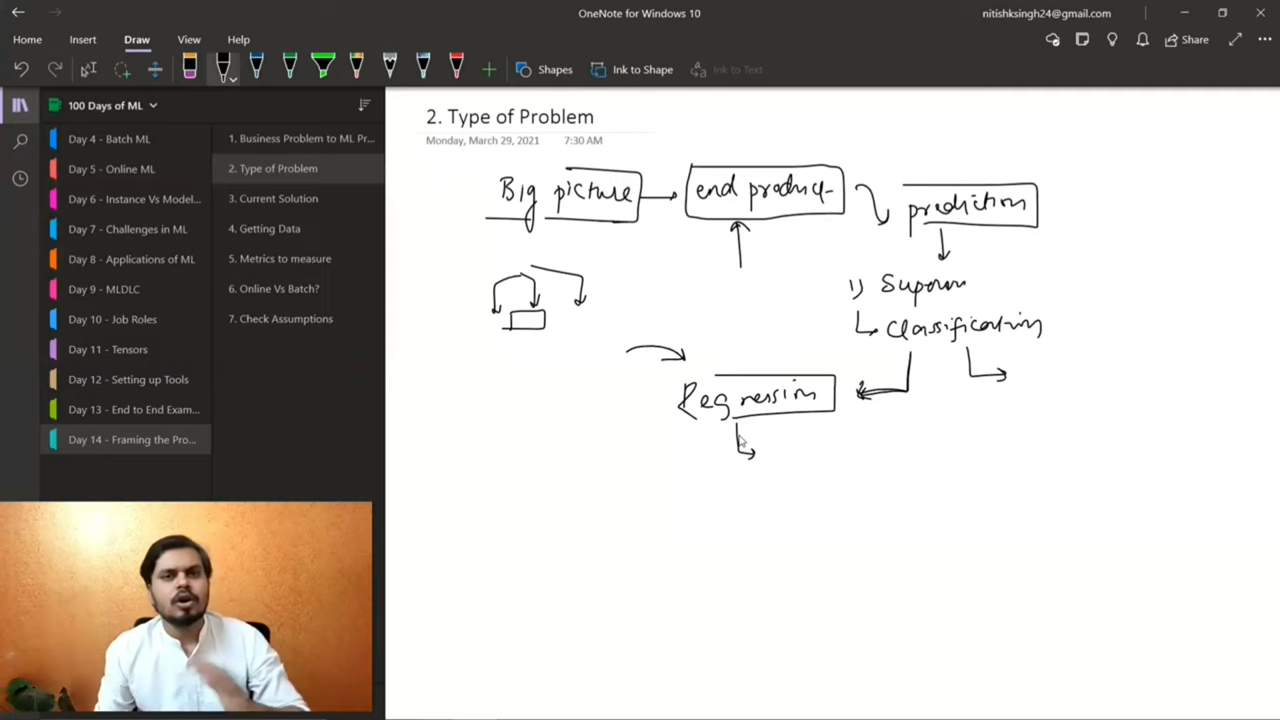 OneNote for Windows 10
nitishksingh24@gmail.com
Home
Insert
Draw
View
Help
Shapes
Ink to Shape
Ink to Text
Share
100 Days of ML
Day 4 - Batch ML
Day 5 - Online ML
Day 6 - Instance Vs Model...
Day 7 - Challenges in ML
Day 8 - Applications of ML
Day 9 - MLDLC
Day 10 - Job Roles
Day 11 - Tensors
Day 12 - Setting up Tools
Day 13 - End to End Exam...
Day 14 - Framing the Pro...
1. Business Problem to ML Pr...
2. Type of Problem
3. Current Solution
4. Getting Data
5. Metrics to measure
6. Online Vs Batch?
7. Check Assumptions
2. Type of Problem
Monday, March 29, 2021 7:30 AM
Big picture
end product
prediction
1)
Classification
Regression